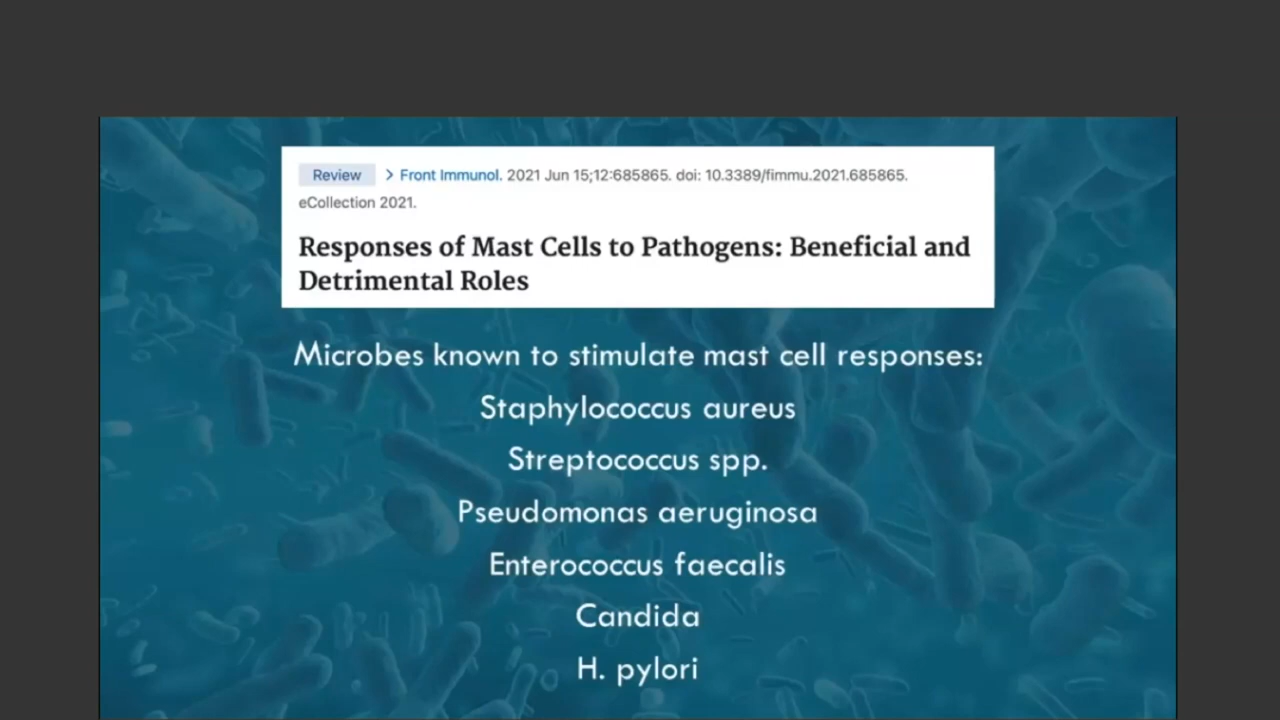 Review > Front Immunol. 2021 Jun 15;12:685865. doi: 10.3389/fimmu.2021.685865.
eCollection 2021.
Responses of Mast Cells to Pathogens: Beneficial and
Detrimental Roles
Microbes known to stimulate mast cell responses:
Staphylococcus aureus
Streptococcus spp.
Pseudomonas aeruginosa
Enterococcus faecalis
Candida
H. pylori